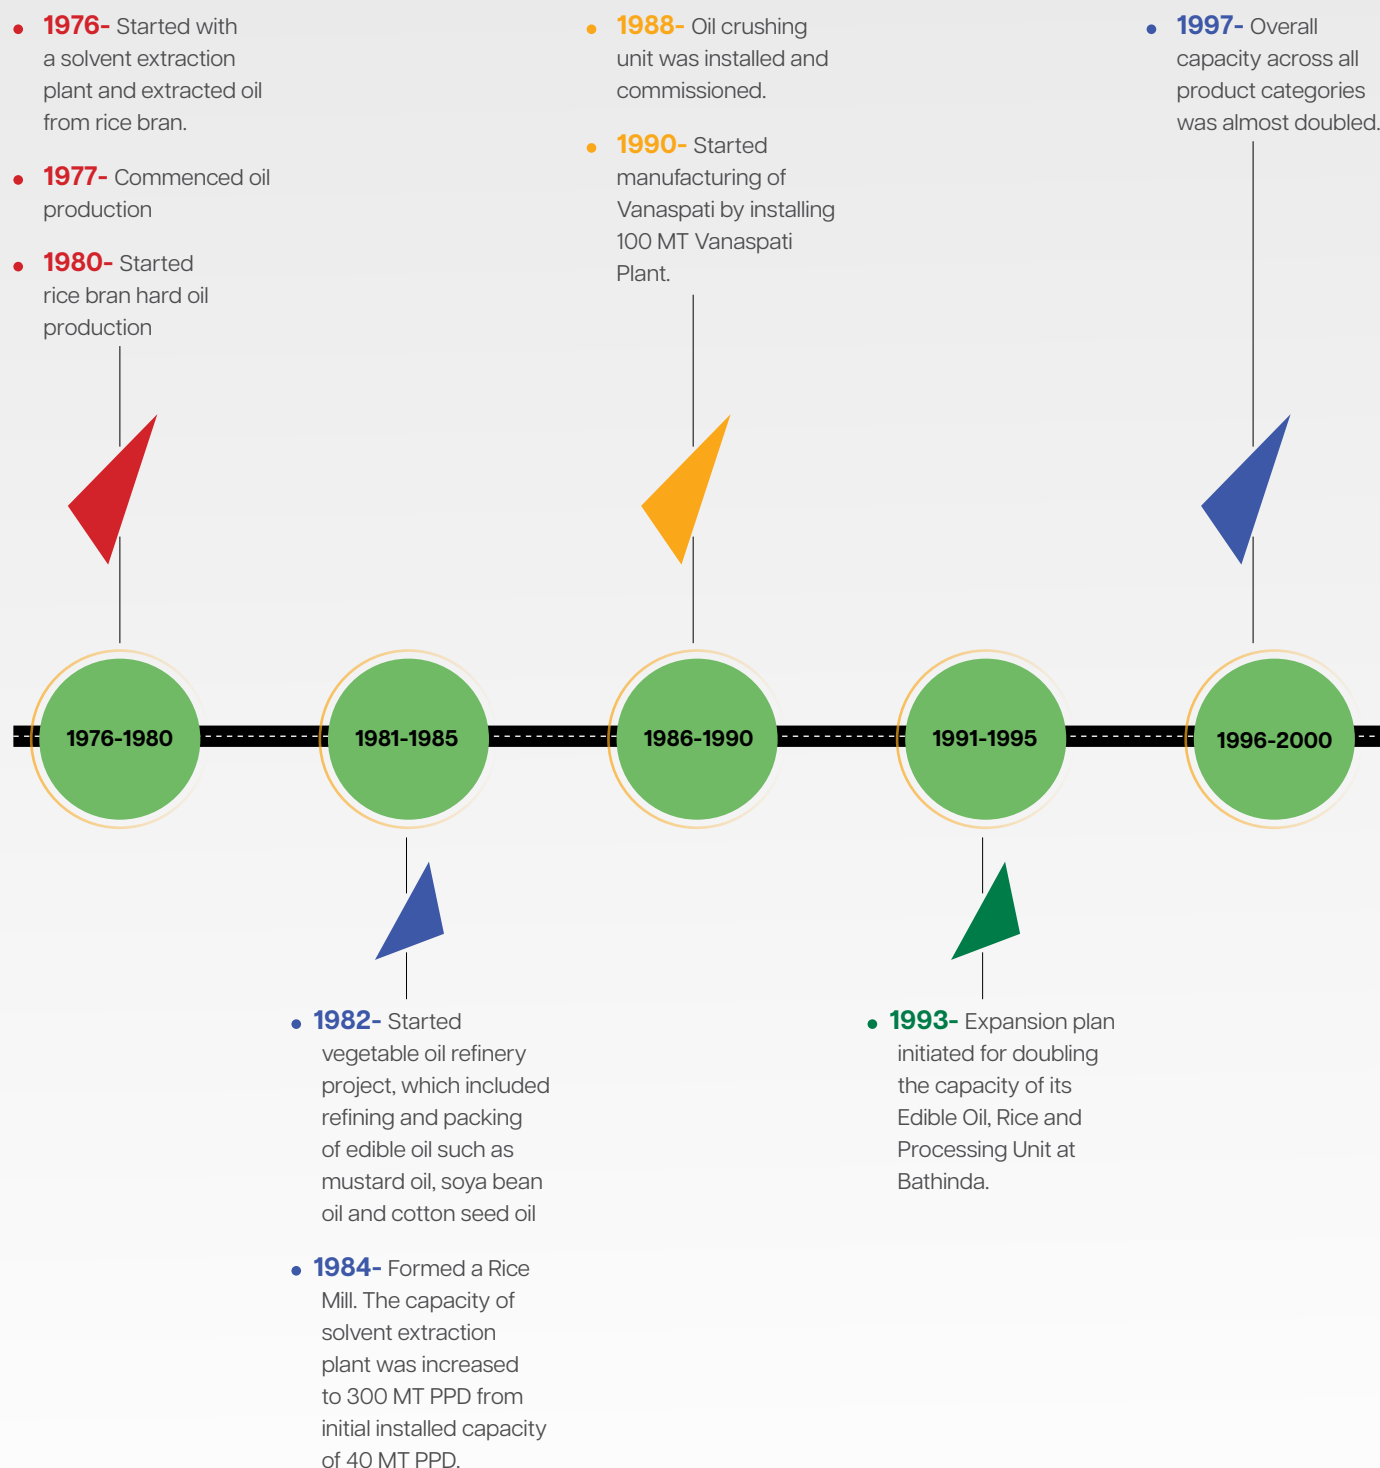 1976- Started with
a solvent extraction
plant and extracted oil
from rice bran.
1977- Commenced oil
production
1980- Started
rice bran hard oil
production
1988- Oil crushing
unit was installed and
commissioned.
1990- Started
manufacturing of
Vanaspati by installing
100 MT Vanaspati
Plant.
1997- Overall
capacity across all
product categories
was almost doubled.
1976-1980
1981-1985
1986-1990
1991-1995
1996-2000
1982- Started
vegetable oil refinery
project, which included
refining and packing
of edible oil such as
mustard oil, soya bean
oil and cotton seed oil
1984- Formed a Rice
Mill. The capacity of
solvent extraction
plant was increased
to 300 MT PPD from
initial installed capacity
of 40 MT PPD.
1993- Expansion plan
initiated for doubling
the capacity of its
Edible Oil, Rice and
Processing Unit at
Bathinda.